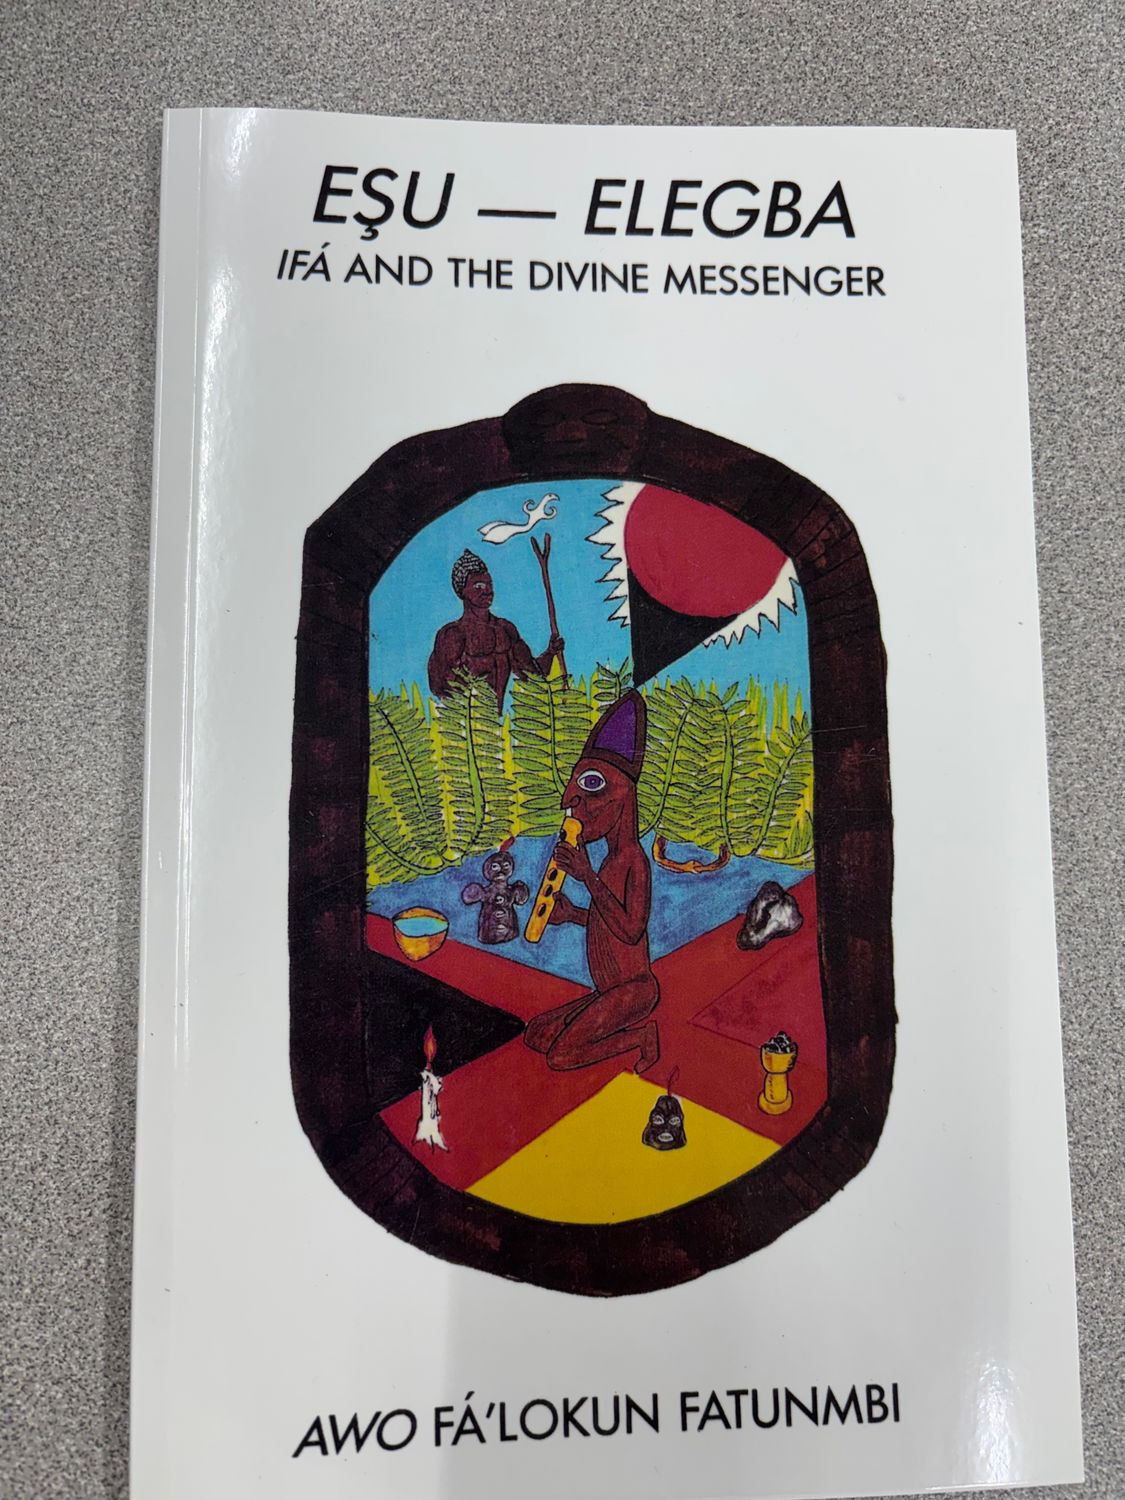 EŞU — ELEGBA
IFÁ AND THE DIVINE MESSENGER
AWO FÁ'LOKUN FATUNMBI